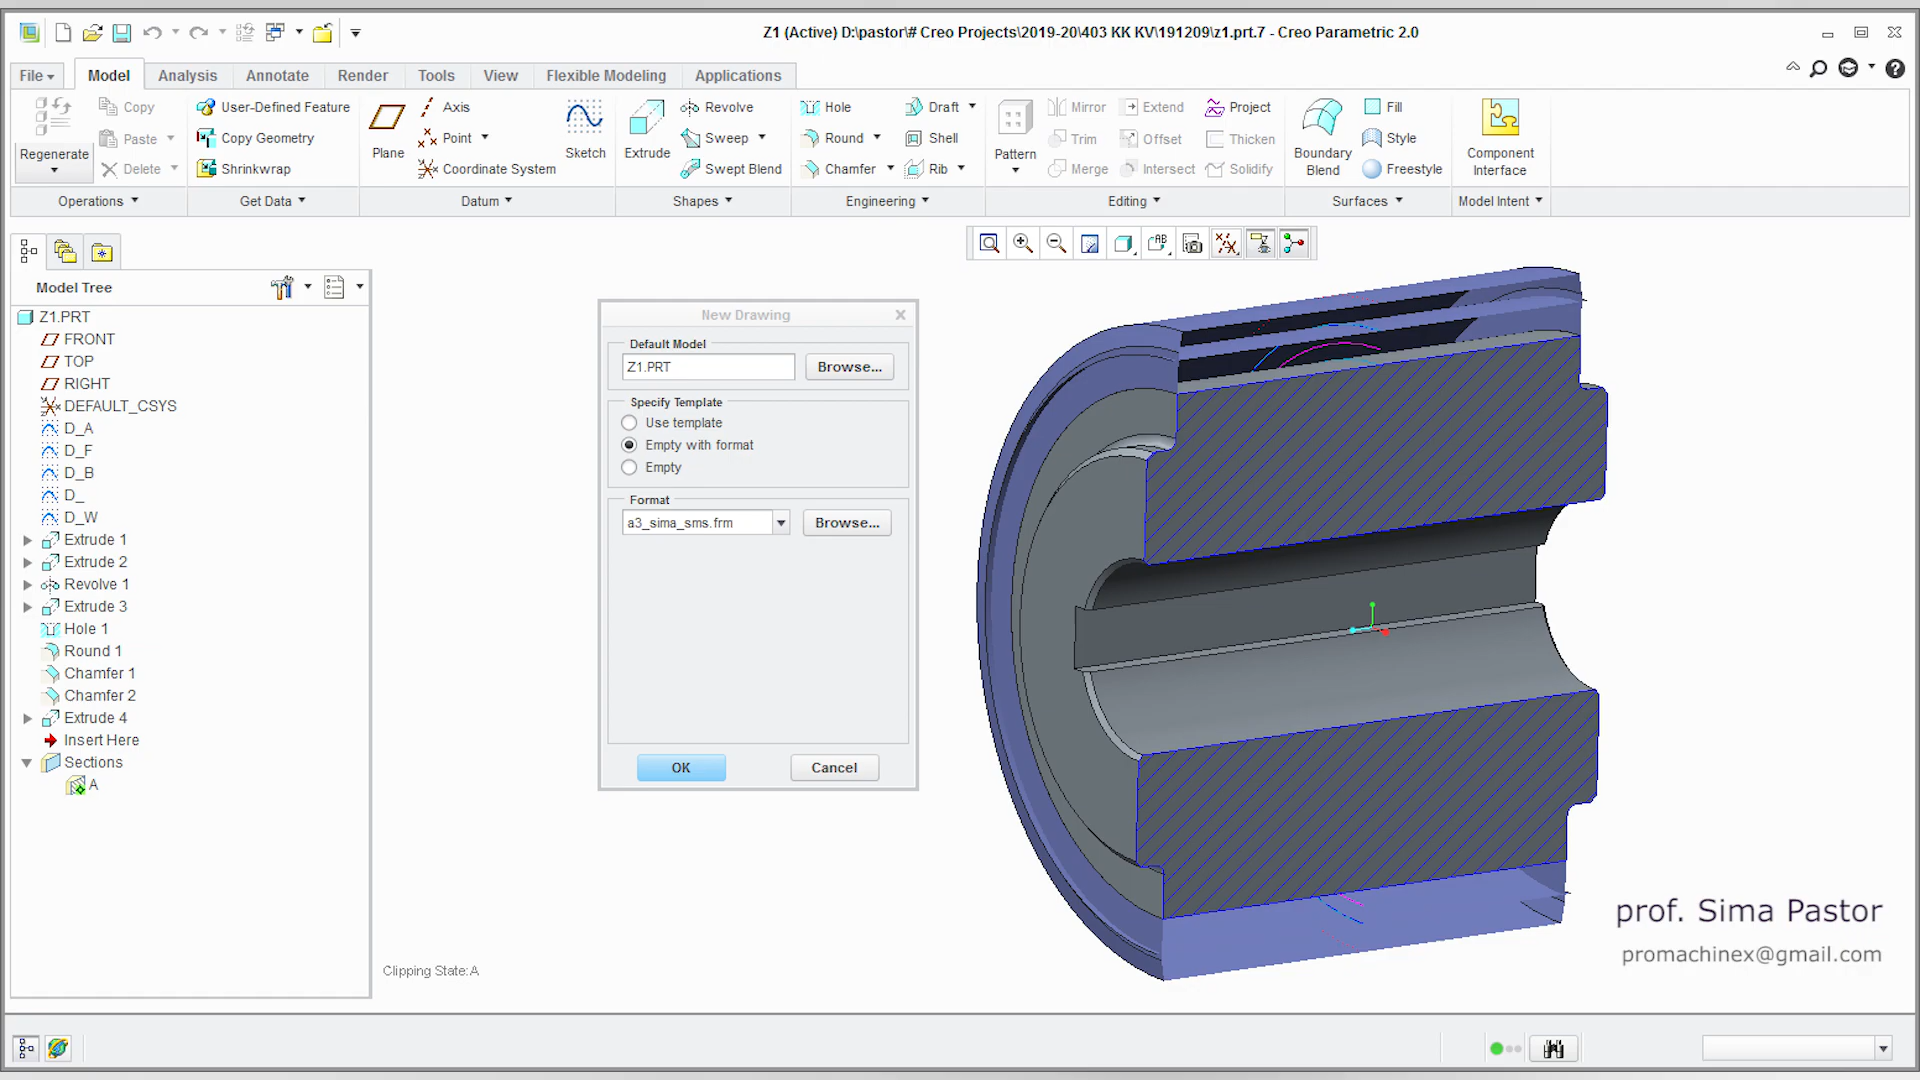 Z1 (Active) D:\pastor\# Creo Projects\2019-20\403 KK KV\191209\z1.prt.7 - Creo Parametric 2.0
File Model Analysis Annotate Render Tools View Flexible Modeling Applications
Regenerate
Copy
Paste
Delete
Operations
User-Defined Feature
Copy Geometry
Shrinkwrap
Get Data
Plane
Axis
Point
Coordinate System
Sketch
Datum
Extrude
Revolve
Sweep
Swept Blend
Shapes
Hole
Round
Chamfer
Draft
Shell
Rib
Engineering
Pattern
Mirror
Trim
Merge
Extend
Offset
Intersect
Project
Thicken
Solidify
Editing
Boundary
Blend
Fill
Style
Freestyle
Surfaces
Component
Interface
Model Intent
AB
Model Tree
Z1.PRT
FRONT
TOP
RIGHT
DEFAULT_CSYS
D_A
D_F
D_B
D_
D_W
Extrude 1
Extrude 2
Revolve 1
Extrude 3
Hole 1
Round 1
Chamfer 1
Chamfer 2
Extrude 4
Insert Here
Sections
A
New Drawing
Default Model
Z1.PRT
Browse...
Specify Template
Use template
Empty with format
Empty
Format
a3_sima_sms.frm
Browse...
OK
Cancel
Clipping State:A
prof. Sima Pastor
promachinex@gmail.com